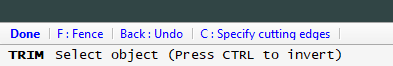 Done | F : Fence | Back : Undo | C : Specify cutting edges |
TRIM Select object (Press CTRL to invert)